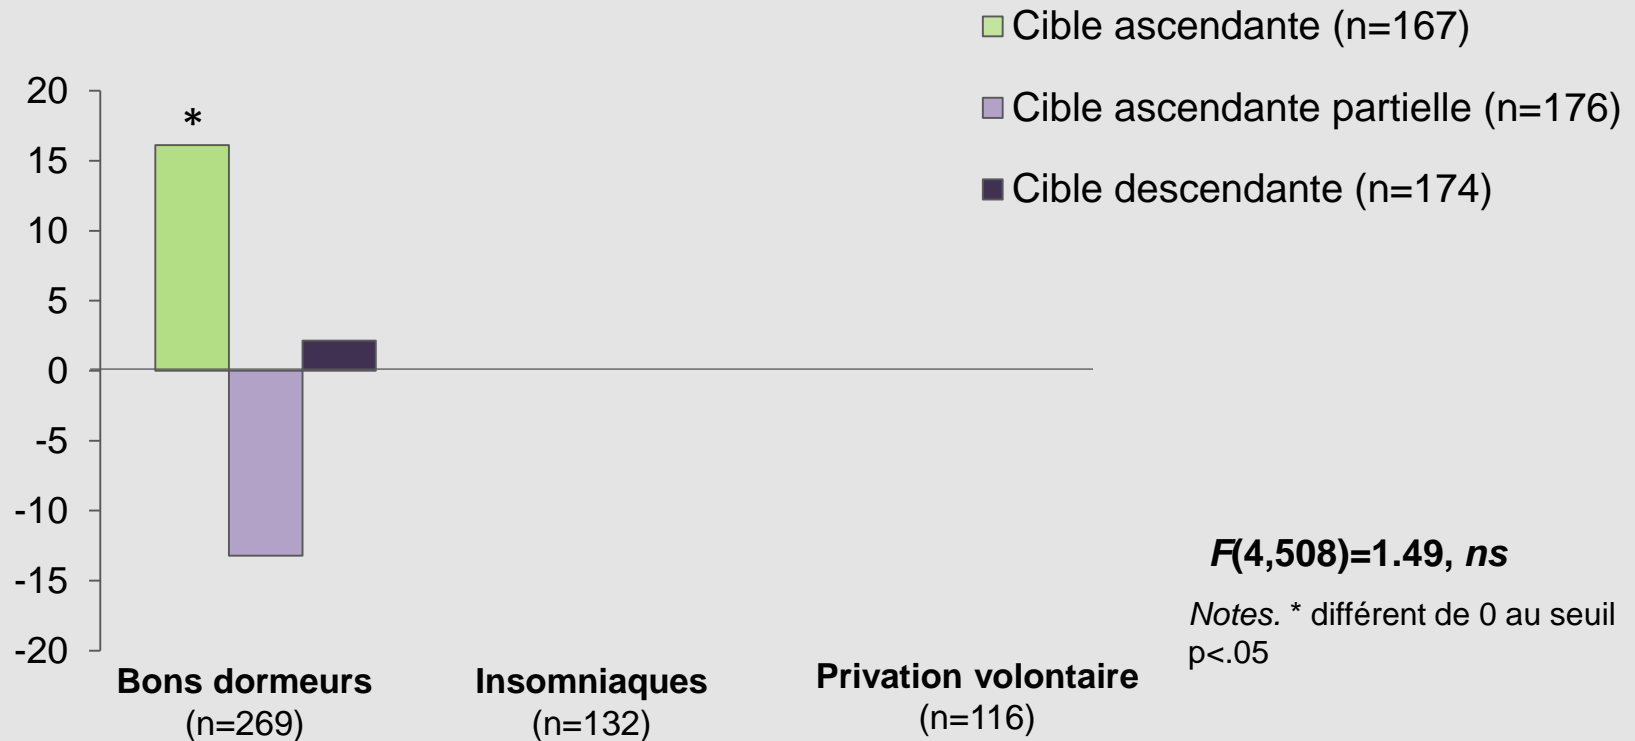 Cible ascendante (n=167)
Cible ascendante partielle (n=176)
Cible descendante (n=174)
20
15
10
5
0
-5
-10
-15
-20
*
Bons dormeurs
(n=269)
Insomniaques
(n=132)
Privation volontaire
(n=116)
F(4,508)=1.49, ns
Notes. * différent de 0 au seuil
p<.05